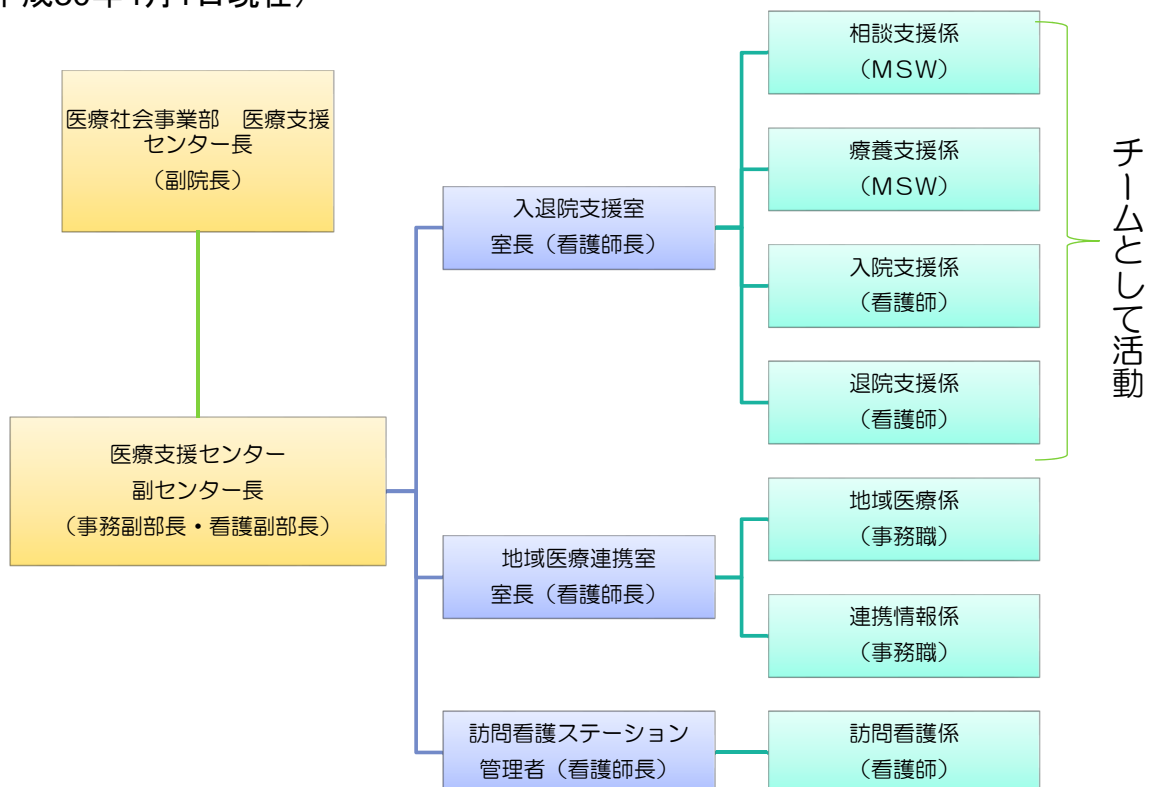 医療社会事業部 医療支援
センター長
（副院長）
医療支援センター
副センター長
（事務副部長・看護副部長）
入退院支援室
室長（看護師長）
地域医療連携室
室長（看護師長）
訪問看護ステーション
管理者（看護師長）
相談支援係
（ＭＳＷ）
療養支援係
（ＭＳＷ）
入院支援係
（看護師）
退院支援係
（看護師）
地域医療係
（事務職）
連携情報係
（事務職）
訪問看護係
（看護師）
チームとして活動